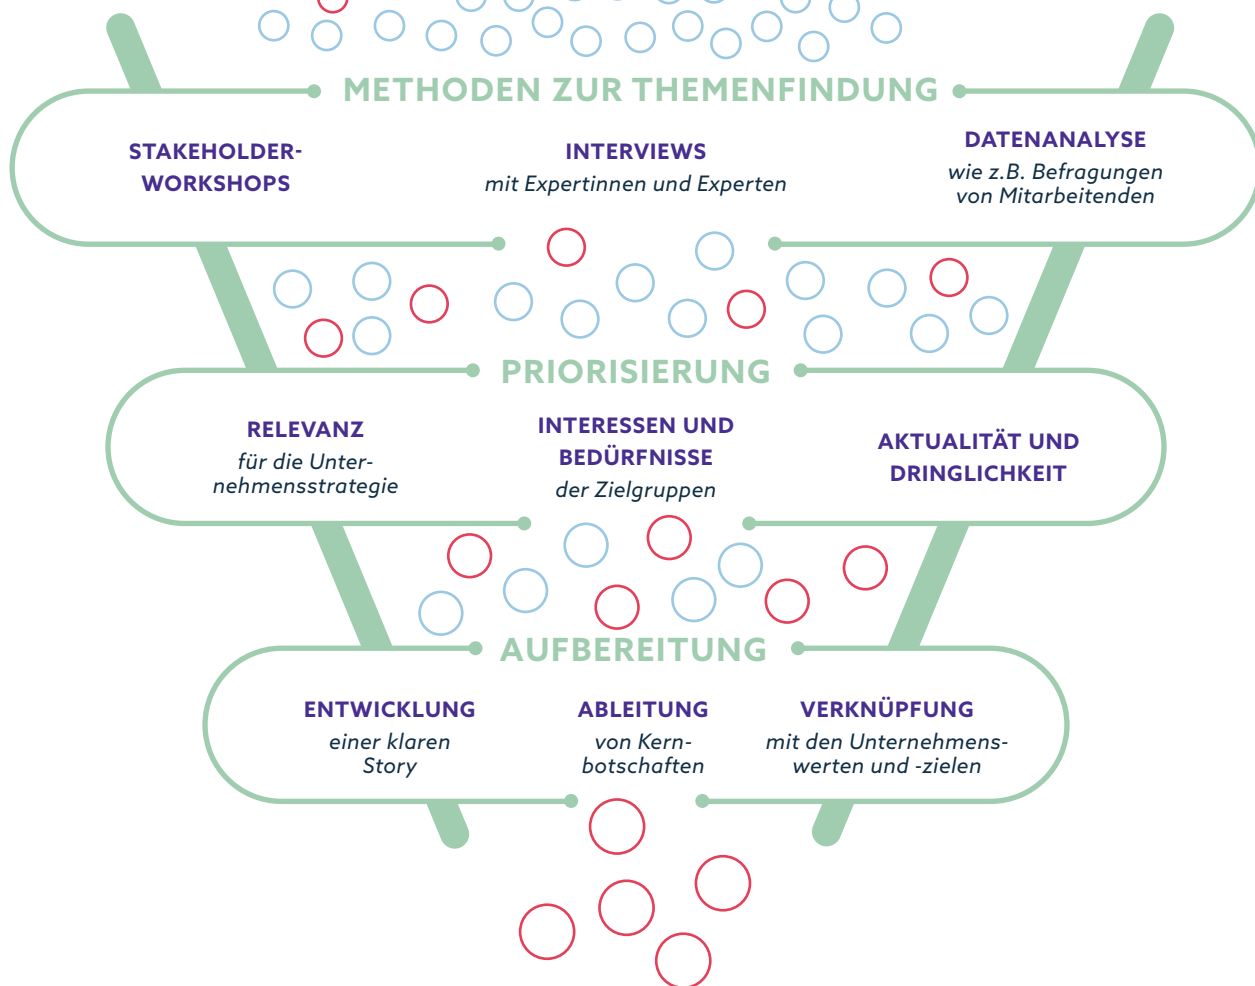 METHODEN ZUR THEMENFINDUNG
STAKEHOLDER-
WORKSHOPS
INTERVIEWS
mit Expertinnen und Experten
DATENANALYSE
wie z.B. Befragungen
von Mitarbeitenden
PRIORISIERUNG
RELEVANZ
für die Unter-
nehmensstrategie
INTERESSEN UND
BEDÜRFNISSE
der Zielgruppen
AKTUALITÄT UND
DRINGLICHKEIT
AUFBEREITUNG
ENTWICKLUNG
einer klaren
Story
ABLEITUNG
von Kern-
botschaften
VERKNÜPFUNG
mit den Unternehmens-
werten und -zielen